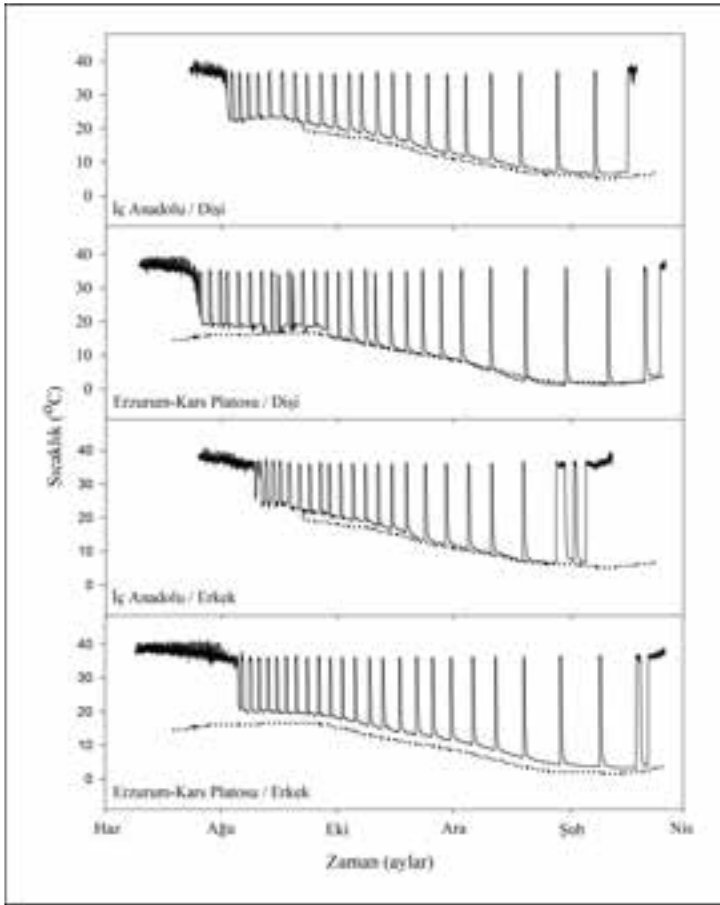 40
30
20
10
0
İç Anadolu / Dişi
40
30
20
10
0
Erzurum-Kars Platosu / Dişi
40
30
20
10
0
İç Anadolu / Erkek
40
30
20
10
0
Erzurum-Kars Platosu / Erkek
Sıcaklık (⁰C)
Haz Ağu Eki Ara Şub Nis
Zaman (aylar)